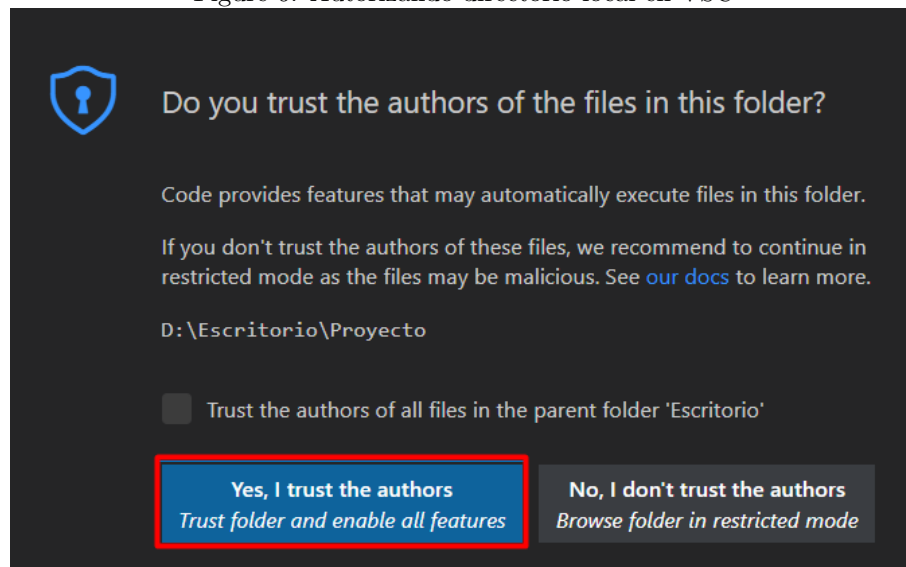 Do you trust the authors of the files in this folder?
Code provides features that may automatically execute files in this folder.
If you don't trust the authors of these files, we recommend to continue in
restricted mode as the files may be malicious. See our docs to learn more.
D:\Escritorio\Proyecto
Trust the authors of all files in the parent folder 'Escritorio'
Yes, I trust the authors
Trust folder and enable all features
No, I don't trust the authors
Browse folder in restricted mode